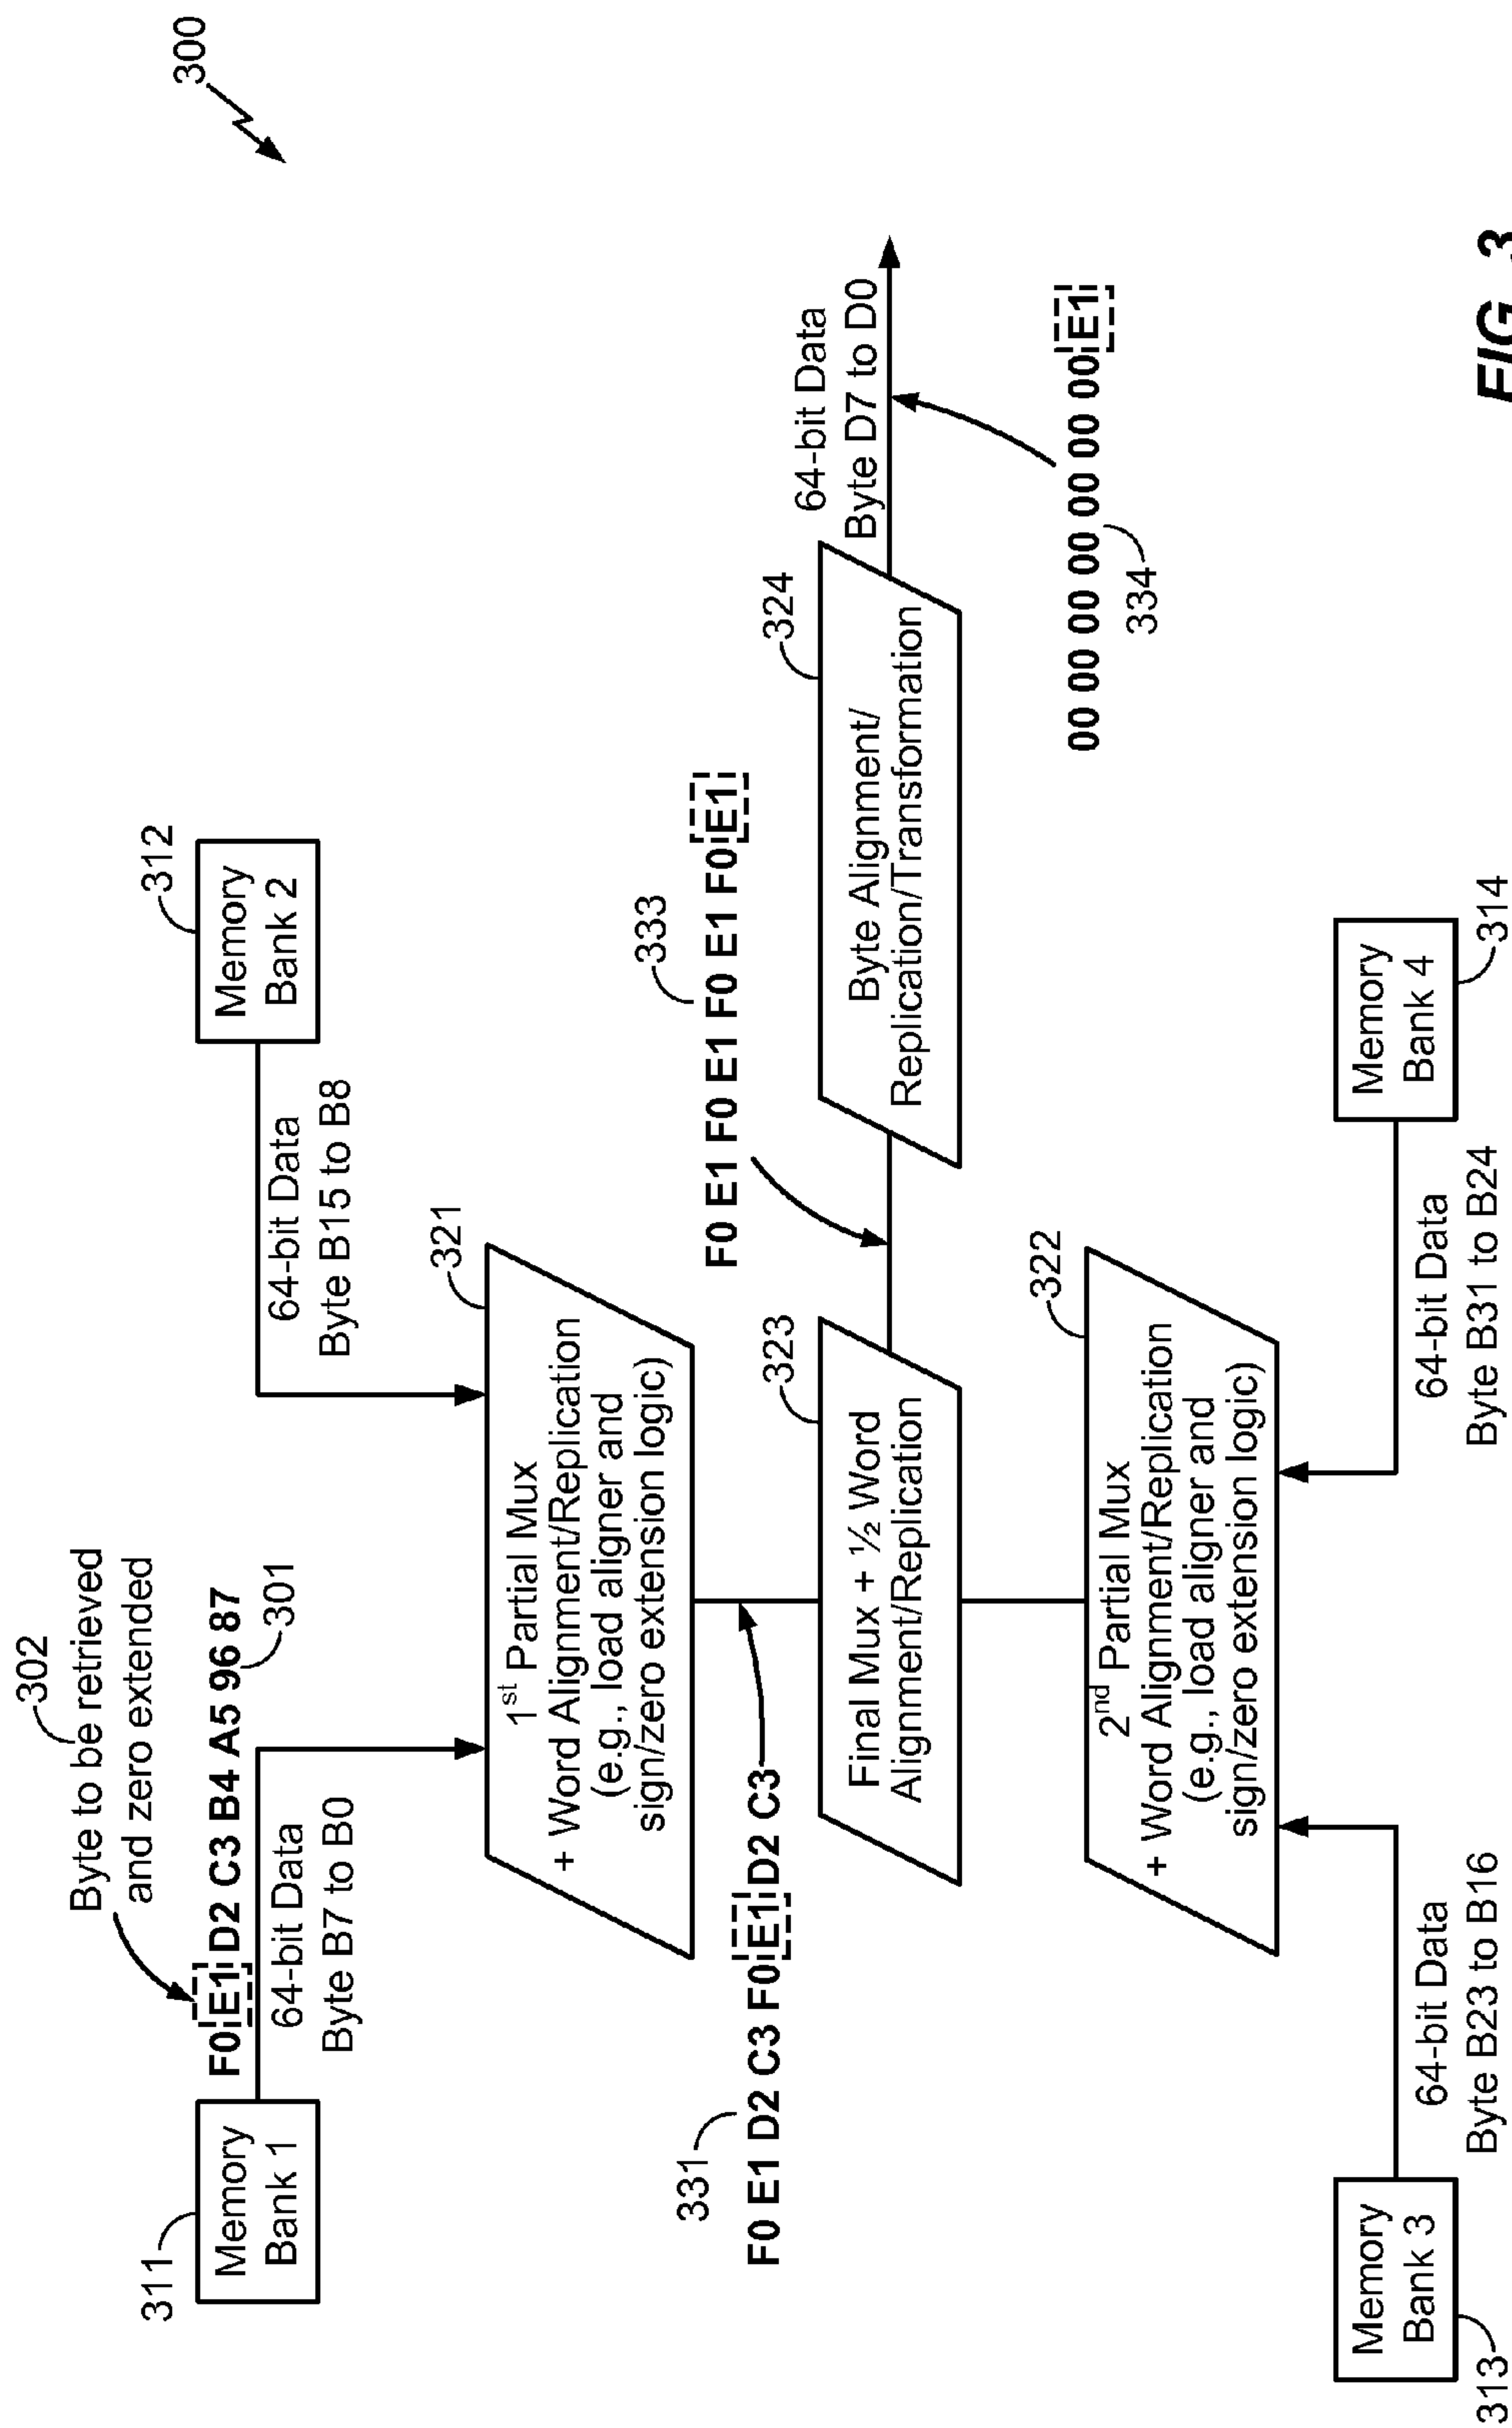 300
302
Byte to be retrieved
and zero extended
F0 E1 D2 C3 B4 A5 96 87
301
311
Memory
Bank 1
64-bit Data
Byte B7 to B0
312
Memory
Bank 2
64-bit Data
Byte B15 to B8
321
1st Partial Mux
+ Word Alignment/Replication
(e.g., load aligner and
sign/zero extension logic)
331
F0 E1 D2 C3 F0 E1 D2 C3
333
F0 E1 F0 E1 F0 E1 F0 E1
323
Final Mux + ½ Word
Alignment/Replication
324
Byte Alignment/
Replication/Transformation
64-bit Data
Byte D7 to D0
00 00 00 00 00 00 00 E1
334
322
2nd Partial Mux
+ Word Alignment/Replication
(e.g., load aligner and
sign/zero extension logic)
313
Memory
Bank 3
64-bit Data
Byte B23 to B16
314
Memory
Bank 4
64-bit Data
Byte B31 to B24
FIG. 3